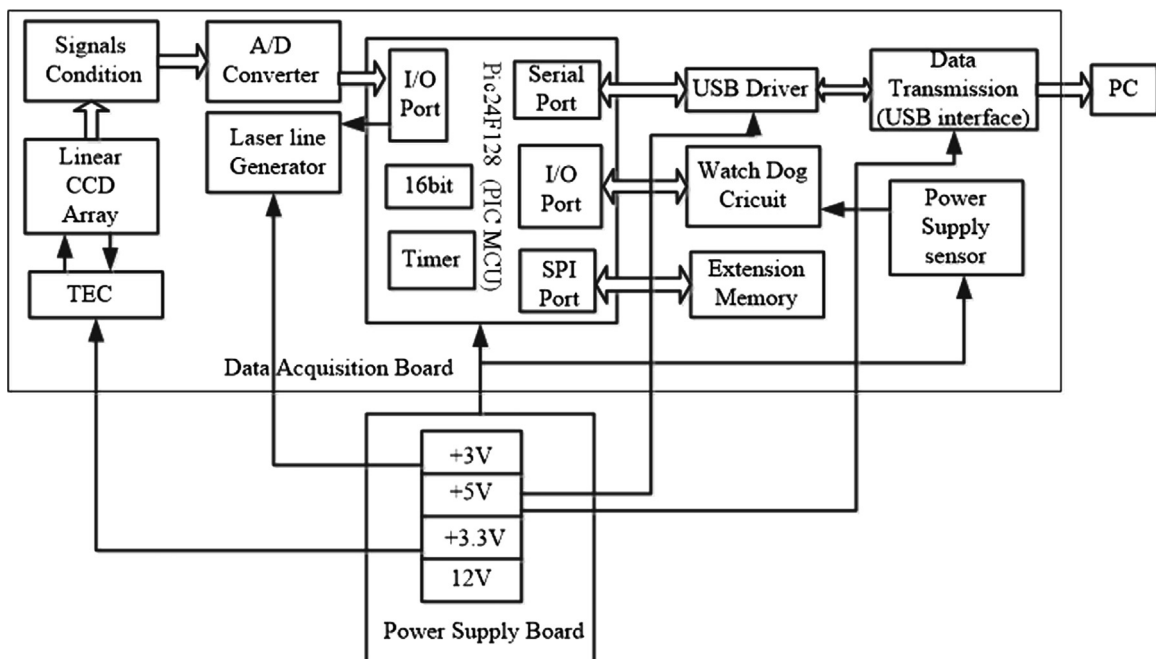 Signals
Condition
A/D
Converter
I/O
Port
Pic24F128 (PIC MCU)
Serial
Port
USB Driver
Data
Transmission
(USB interface)
PC
Linear
CCD
Array
Laser line
Generator
16bit
I/O
Port
Watch Dog
Cricuit
Power
Supply
sensor
TEC
Timer
SPI
Port
Extension
Memory
Data Acquisition Board
+3V
+5V
+3.3V
12V
Power Supply Board